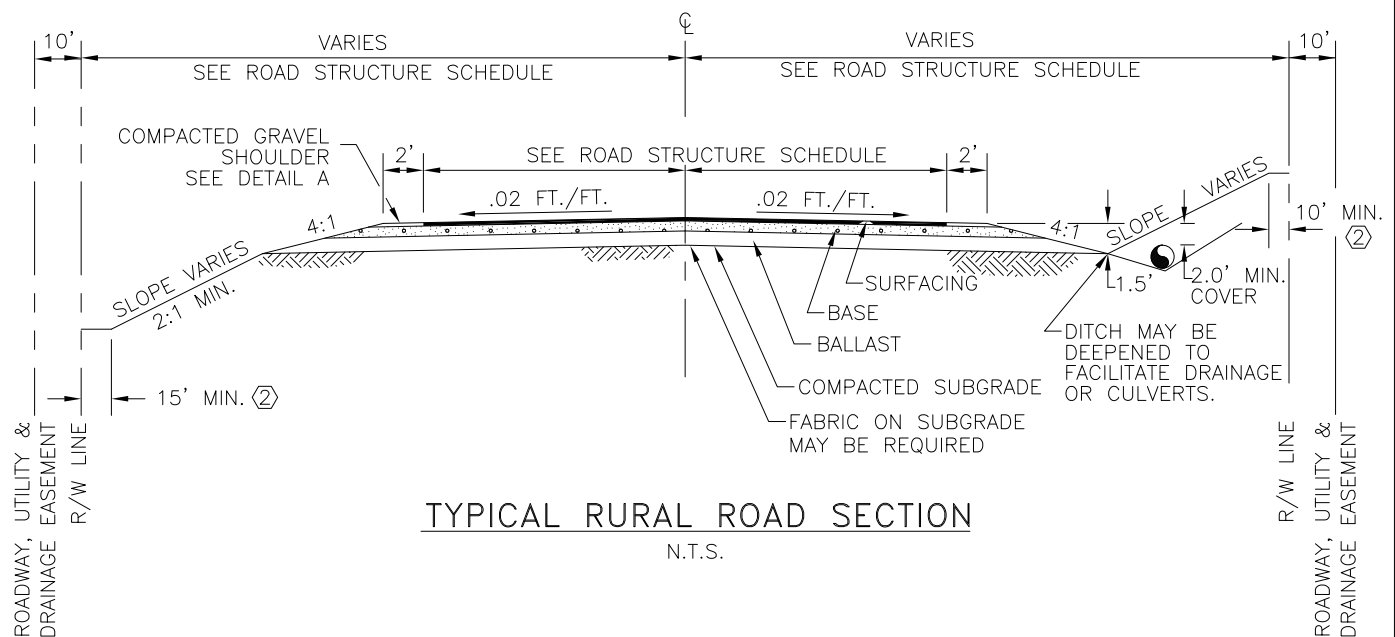 ℄
10'
VARIES
VARIES
10'
SEE ROAD STRUCTURE SCHEDULE
SEE ROAD STRUCTURE SCHEDULE
COMPACTED GRAVEL
SHOULDER
SEE DETAIL A
2'
SEE ROAD STRUCTURE SCHEDULE
2'
.02 FT./FT.
.02 FT./FT.
4:1
4:1
SLOPE VARIES
10' MIN.
2
SLOPE VARIES
2:1 MIN.
SURFACING
1.5'
2.0' MIN.
COVER
BASE
BALLAST
DITCH MAY BE
DEEPENED TO
FACILITATE DRAINAGE
OR CULVERTS.
15' MIN. 2
COMPACTED SUBGRADE
FABRIC ON SUBGRADE
MAY BE REQUIRED
ROADWAY, UTILITY &
DRAINAGE EASEMENT
R/W LINE
R/W LINE
ROADWAY, UTILITY &
DRAINAGE EASEMENT
TYPICAL RURAL ROAD SECTION
N.T.S.